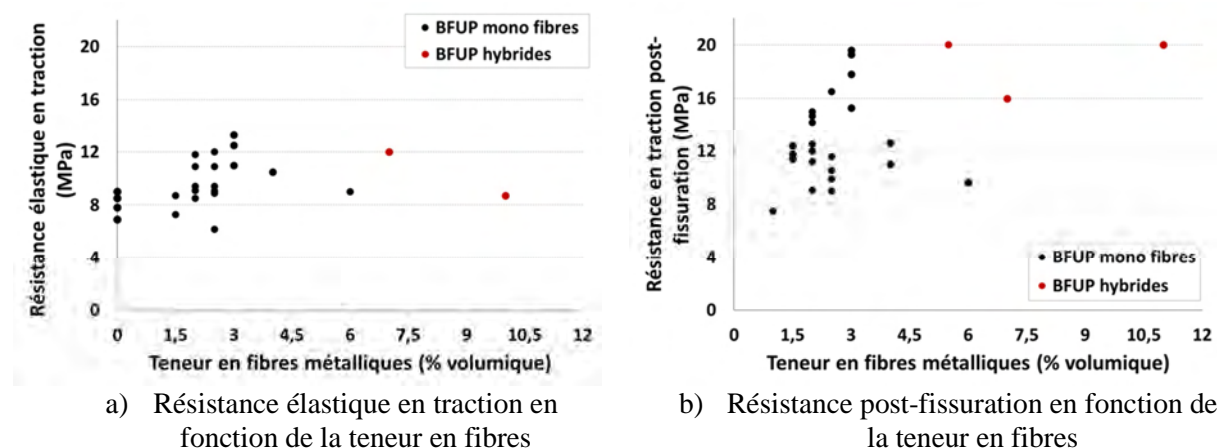 Résistance élastique en traction
(MPa)
20
16
12
8
4
0
BFUP mono fibres
BFUP hybrides
0 1,5 3 4,5 6 7,5 9 10,5 12
Teneur en fibres métalliques (% volumique)
a) Résistance élastique en traction en
fonction de la teneur en fibres
Résistance en traction post-
fissuration (MPa)
20
16
12
8
4
0
BFUP mono fibres
BFUP hybrides
0 1,5 3 4,5 6 7,5 9 10,5 12
Teneur en fibres métalliques (% volumique)
b) Résistance post-fissuration en fonction de
la teneur en fibres